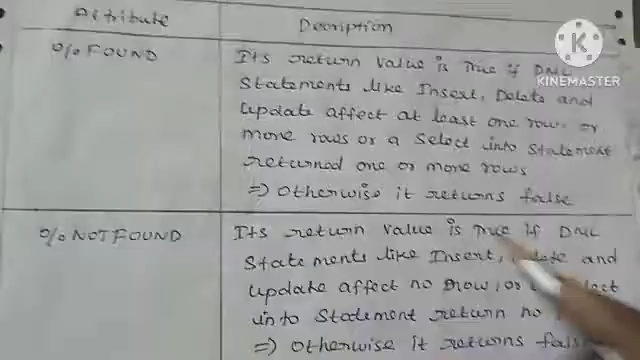 Attribute Decription
K
KINEMASTER
% FOUND Its return value is True if DML
Statements like Insert, Delete and
Update affect at least one row or
more rows or a Select into Statement
returned one or more rows
=) Otherwise it returns false
% NOTFOUND Its return value is True if DML
Statements like Insert, and
Update affect no row, or
into Statement return no
=) Otherwise it returns false